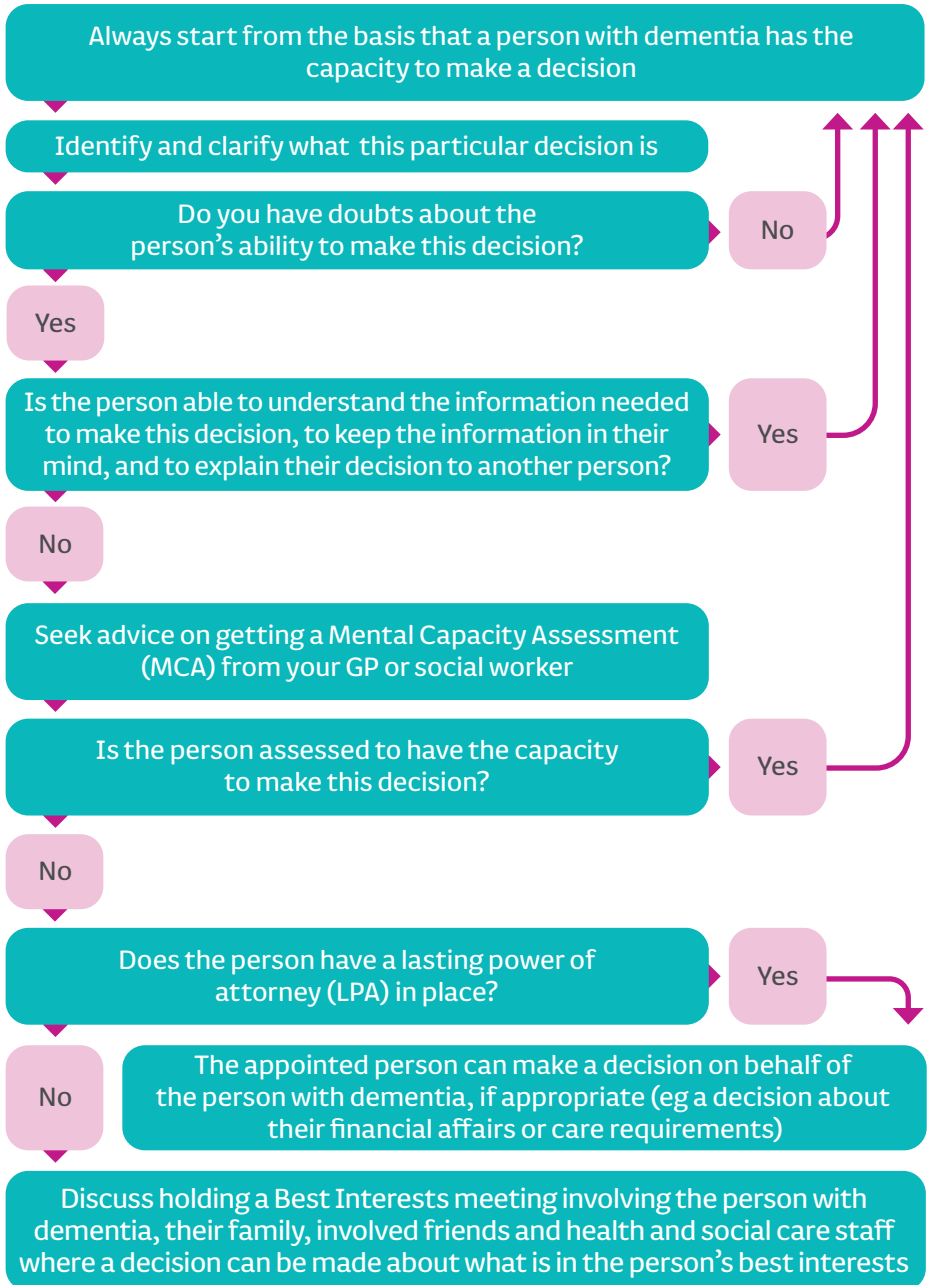 Always start from the basis that a person with dementia has the
capacity to make a decision
Identify and clarify what this particular decision is
Do you have doubts about the
person's ability to make this decision?
No
Yes
Is the person able to understand the information needed
to make this decision, to keep the information in their
mind, and to explain their decision to another person?
Yes
No
Seek advice on getting a Mental Capacity Assessment
(MCA) from your GP or social worker
Is the person assessed to have the capacity
to make this decision?
Yes
No
Does the person have a lasting power of
attorney (LPA) in place?
Yes
No
The appointed person can make a decision on behalf of
the person with dementia, if appropriate (eg a decision about
their financial affairs or care requirements)
Discuss holding a Best Interests meeting involving the person with
dementia, their family, involved friends and health and social care staff
where a decision can be made about what is in the person's best interests